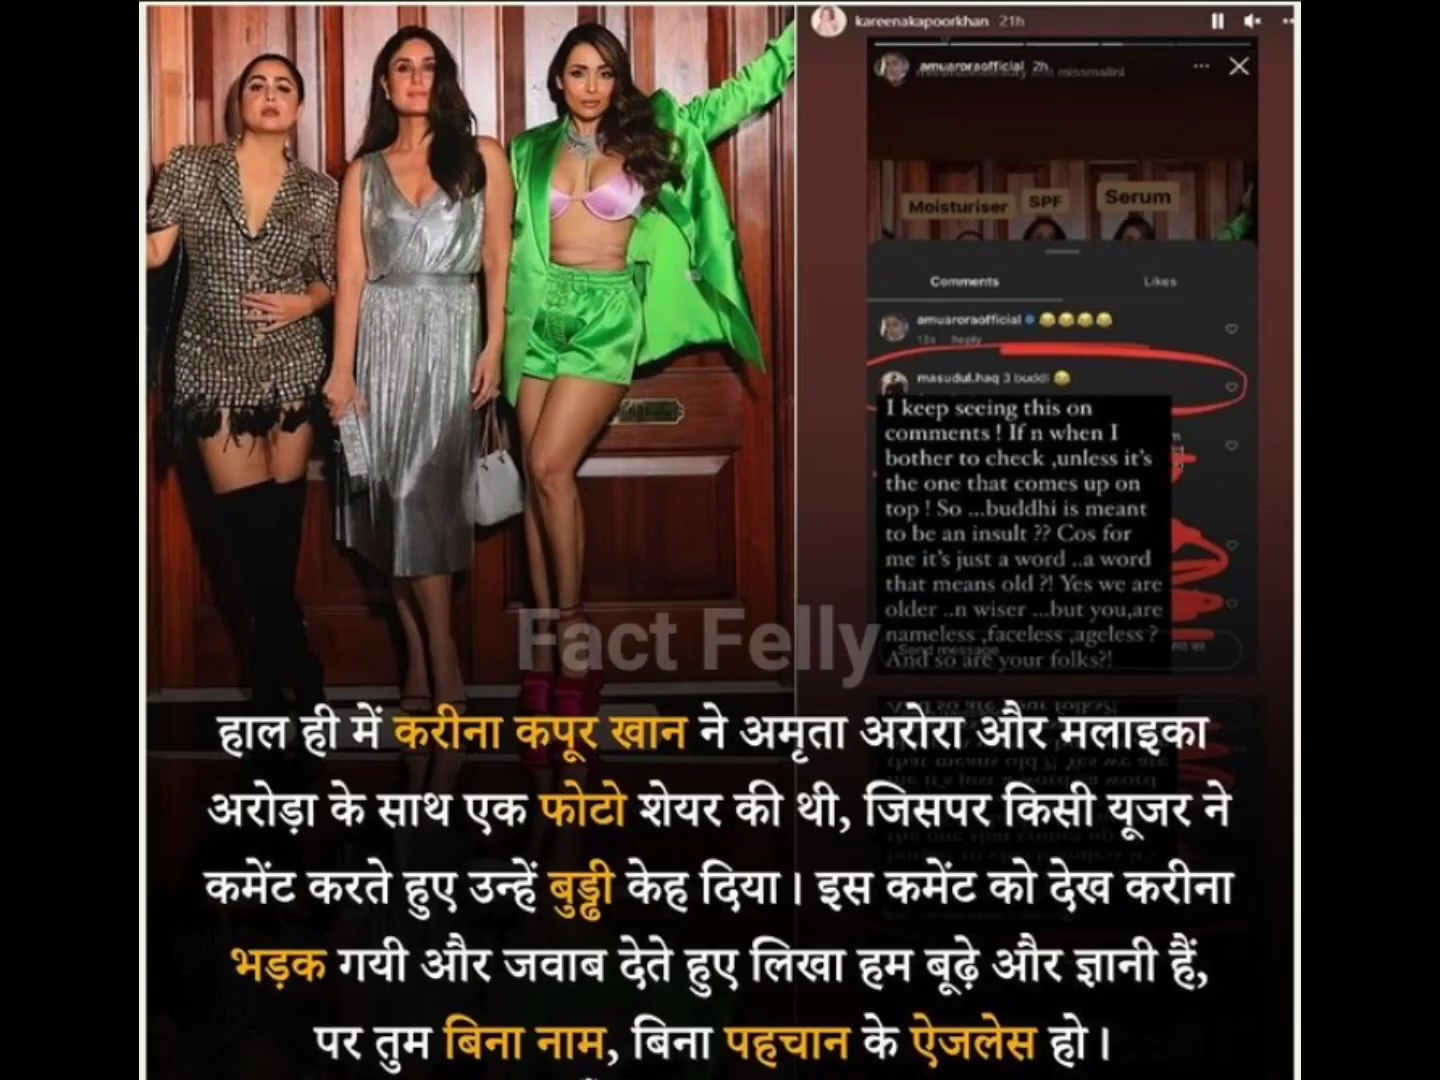 kareenakapoorkhan 21h
amuaroraofficial 2h
missmalini
Moisturiser
SPF
Serum
Comments
Likes
amuaroraofficial 😂😂😂😂
13s Reply
masudul.haq 3 buddi 😂
I keep seeing this on
comments ! If n when I
bother to check ,unless it's
the one that comes up on
top ! So ...buddhi is meant
to be an insult ?? Cos for
me it's just a word ..a word
that means old ?! Yes we are
older ..n wiser ...but you,are
nameless ,faceless ,ageless ?
And so are your folks?!
Send message
Fact Felly
हाल ही में करीना कपूर खान ने अमृता अरोरा और मलाइका
अरोड़ा के साथ एक फोटो शेयर की थी, जिसपर किसी यूजर ने
कमेंट करते हुए उन्हें बुड्ढी केह दिया । इस कमेंट को देख करीना
भड़क गयी और जवाब देते हुए लिखा हम बूढ़े और ज्ञानी हैं,
पर तुम बिना नाम, बिना पहचान के ऐजलेस हो ।